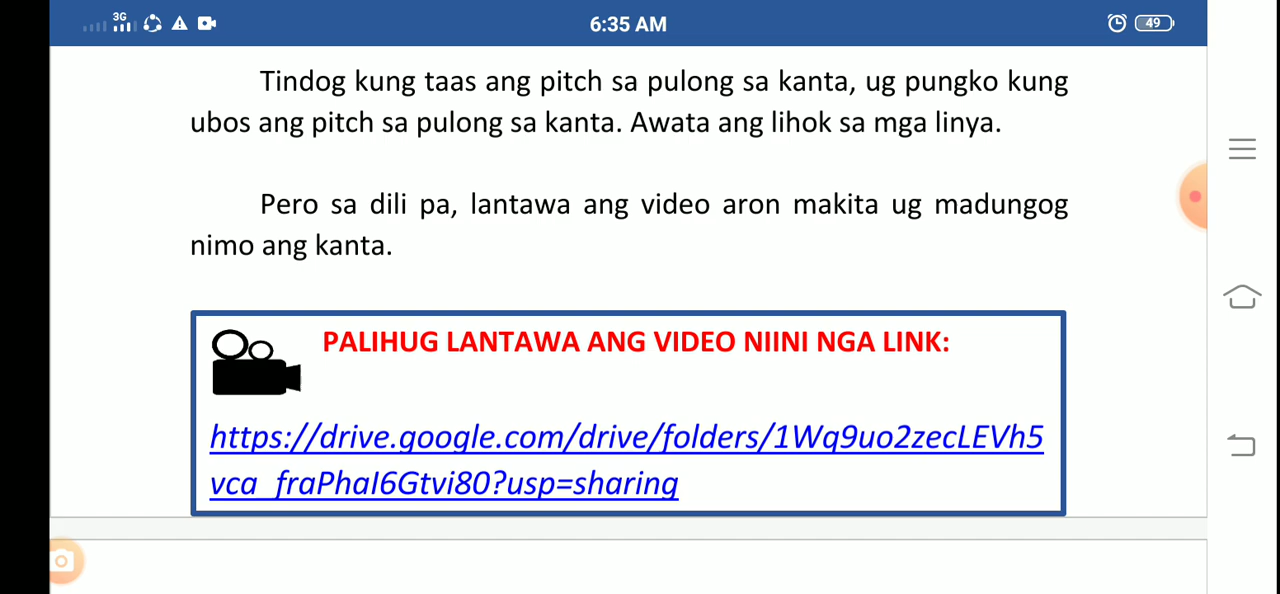 3G
6:35 AM
49
Tindog kung taas ang pitch sa pulong sa kanta, ug pungko kung
ubos ang pitch sa pulong sa kanta. Awata ang lihok sa mga linya.
Pero sa dili pa, lantawa ang video aron makita ug madungog
nimo ang kanta.
PALIHUG LANTAWA ANG VIDEO NIINI NGA LINK:
https://drive.google.com/drive/folders/1Wq9uo2zecLEVh5
vca_fraPhaI6Gtvi80?usp=sharing